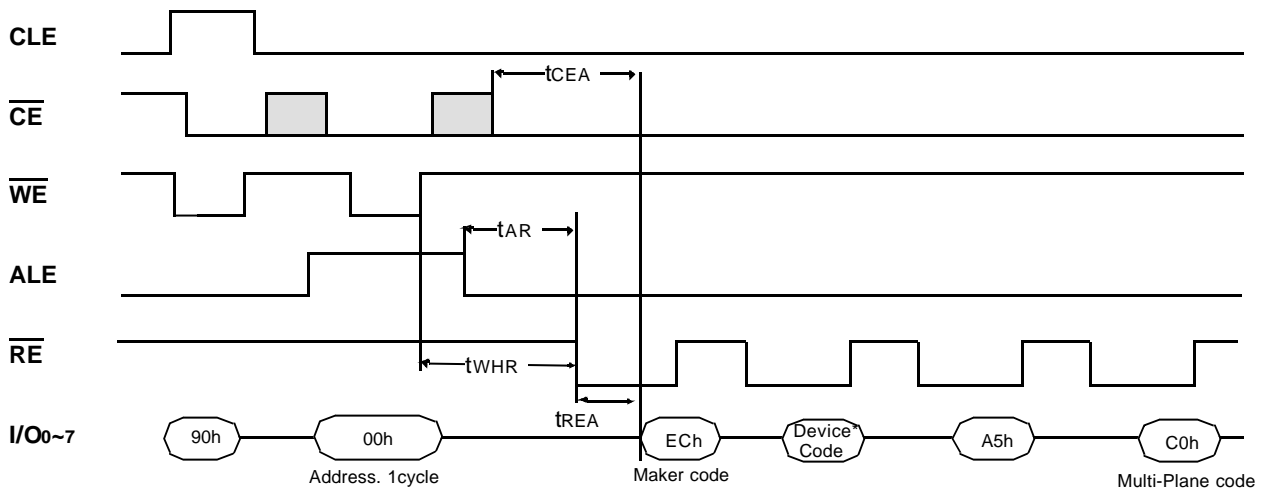 CLE
tCEA
CE
WE
tAR
ALE
RE
tWHR
tREA
I/O0~7
90h
00h
ECh
Device*
Code
A5h
C0h
Address. 1cycle
Maker code
Multi-Plane code